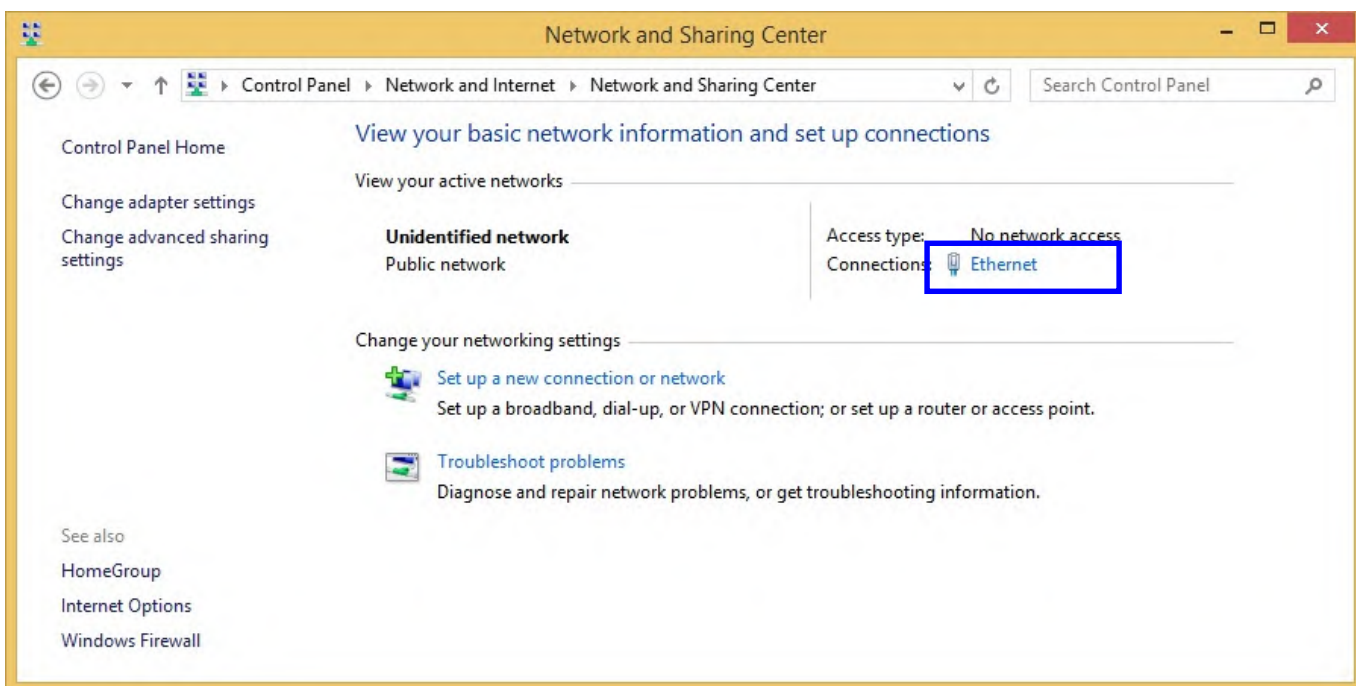 Network and Sharing Center
Control Panel Network and Internet Network and Sharing Center
Search Control Panel
Control Panel Home
Change adapter settings
Change advanced sharing
settings
See also
HomeGroup
Internet Options
Windows Firewall
View your basic network information and set up connections
View your active networks
Unidentified network
Public network
Access type: No network access
Connections: Ethernet
Change your networking settings
Set up a new connection or network
Set up a broadband, dial-up, or VPN connection; or set up a router or access point.
Troubleshoot problems
Diagnose and repair network problems, or get troubleshooting information.